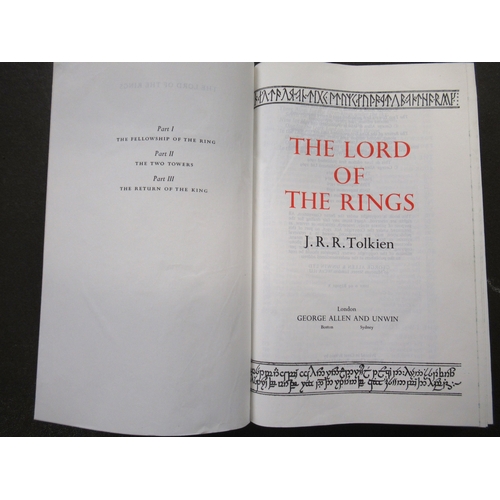 Part I
THE FELLOWSHIP OF THE RING
Part II
THE TWO TOWERS
Part III
THE RETURN OF THE KING
THE LORD
OF
THE RINGS
J. R. R. Tolkien
London
GEORGE ALLEN AND UNWIN
Boston Sydney